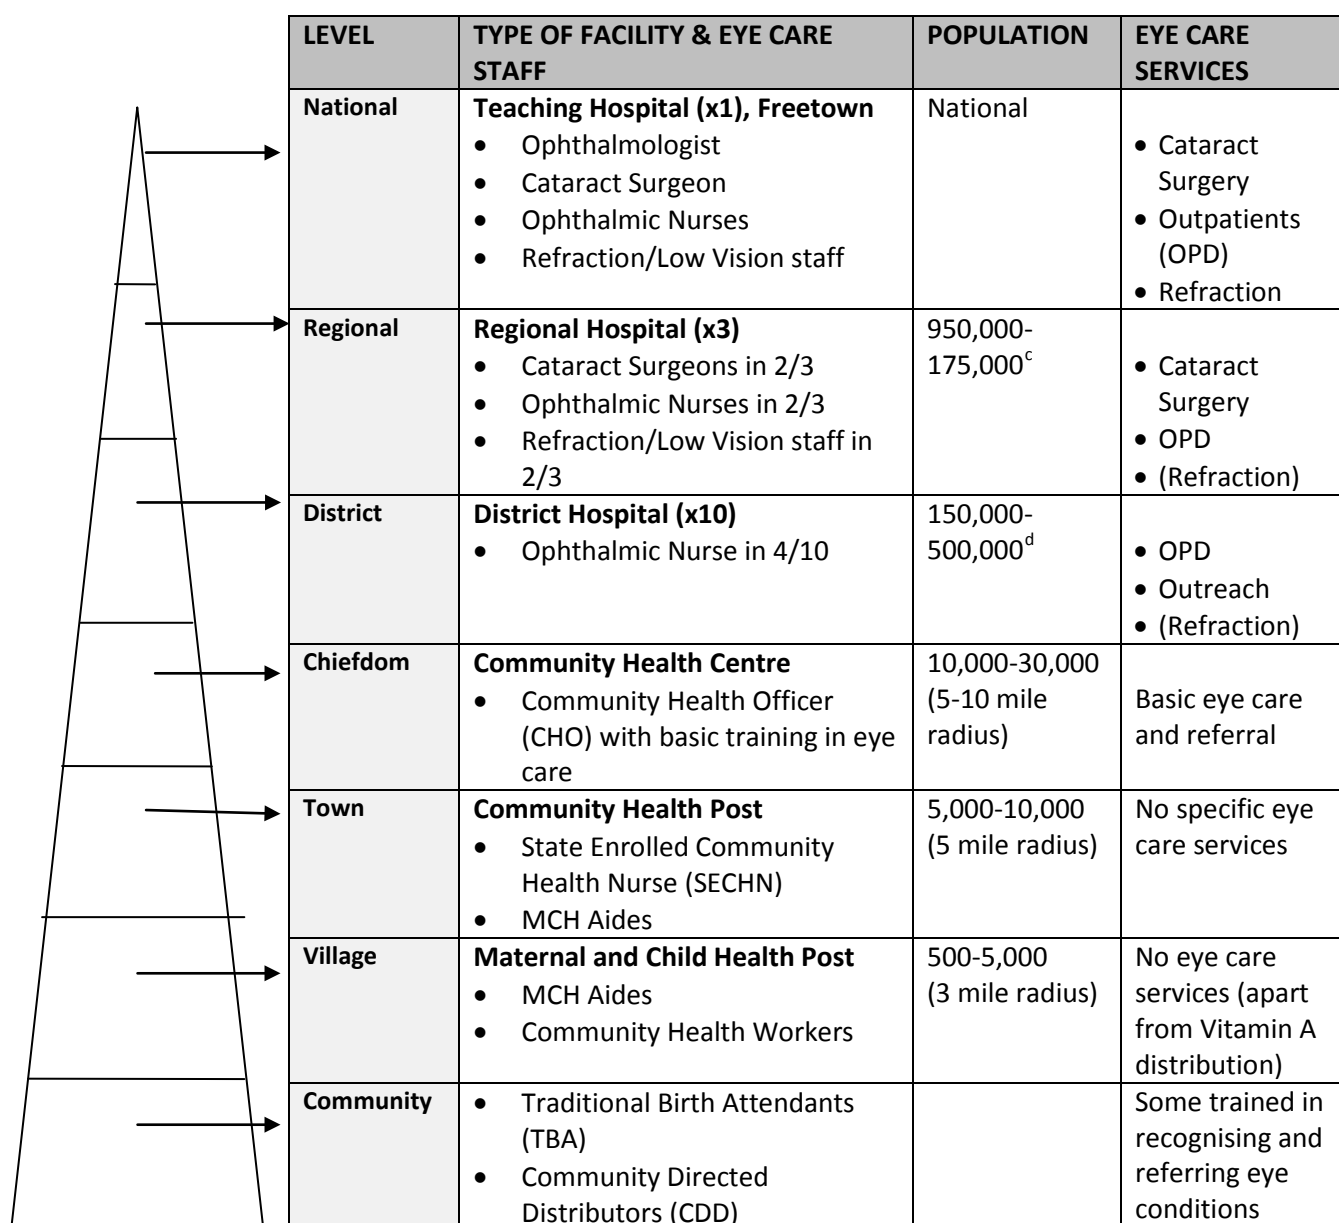 LEVEL
TYPE OF FACILITY & EYE CARE
STAFF
POPULATION
EYE CARE
SERVICES
National
Teaching Hospital (x1), Freetown
• Ophthalmologist
• Cataract Surgeon
• Ophthalmic Nurses
• Refraction/Low Vision staff
National
• Cataract
Surgery
• Outpatients
(OPD)
• Refraction
Regional
Regional Hospital (x3)
• Cataract Surgeons in 2/3
• Ophthalmic Nurses in 2/3
• Refraction/Low Vision staff in
2/3
950,000-
175,000c
• Cataract
Surgery
• OPD
• (Refraction)
District
District Hospital (x10)
• Ophthalmic Nurse in 4/10
150,000-
500,000d
• OPD
• Outreach
• (Refraction)
Chiefdom
Community Health Centre
• Community Health Officer
(CHO) with basic training in eye
care
10,000-30,000
(5-10 mile
radius)
Basic eye care
and referral
Town
Community Health Post
• State Enrolled Community
Health Nurse (SECHN)
• MCH Aides
5,000-10,000
(5 mile radius)
No specific eye
care services
Village
Maternal and Child Health Post
• MCH Aides
• Community Health Workers
500-5,000
(3 mile radius)
No eye care
services (apart
from Vitamin A
distribution)
Community
• Traditional Birth Attendants
(TBA)
• Community Directed
Distributors (CDD)
Some trained in
recognising and
referring eye
conditions